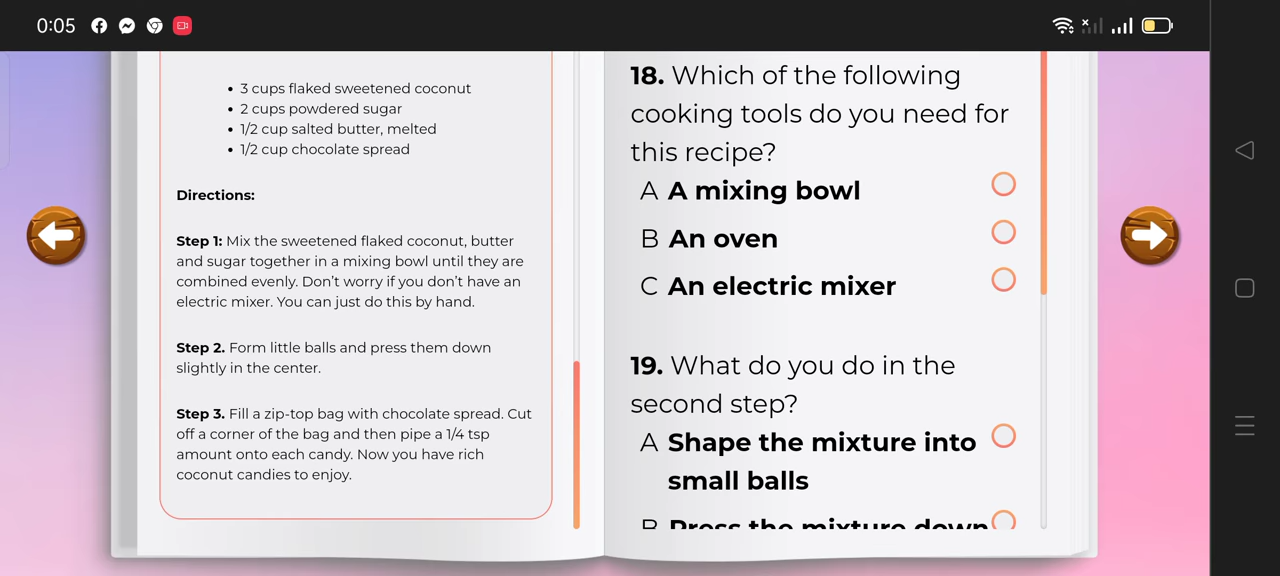 0:05
• 3 cups flaked sweetened coconut
• 2 cups powdered sugar
• 1/2 cup salted butter, melted
• 1/2 cup chocolate spread
Directions:
Step 1: Mix the sweetened flaked coconut, butter
and sugar together in a mixing bowl until they are
combined evenly. Don't worry if you don't have an
electric mixer. You can just do this by hand.
Step 2. Form little balls and press them down
slightly in the center.
Step 3. Fill a zip-top bag with chocolate spread. Cut
off a corner of the bag and then pipe a 1/4 tsp
amount onto each candy. Now you have rich
coconut candies to enjoy.
18. Which of the following
cooking tools do you need for
this recipe?
A A mixing bowl
B An oven
C An electric mixer
19. What do you do in the
second step?
A Shape the mixture into
small balls
B Press the mixture down